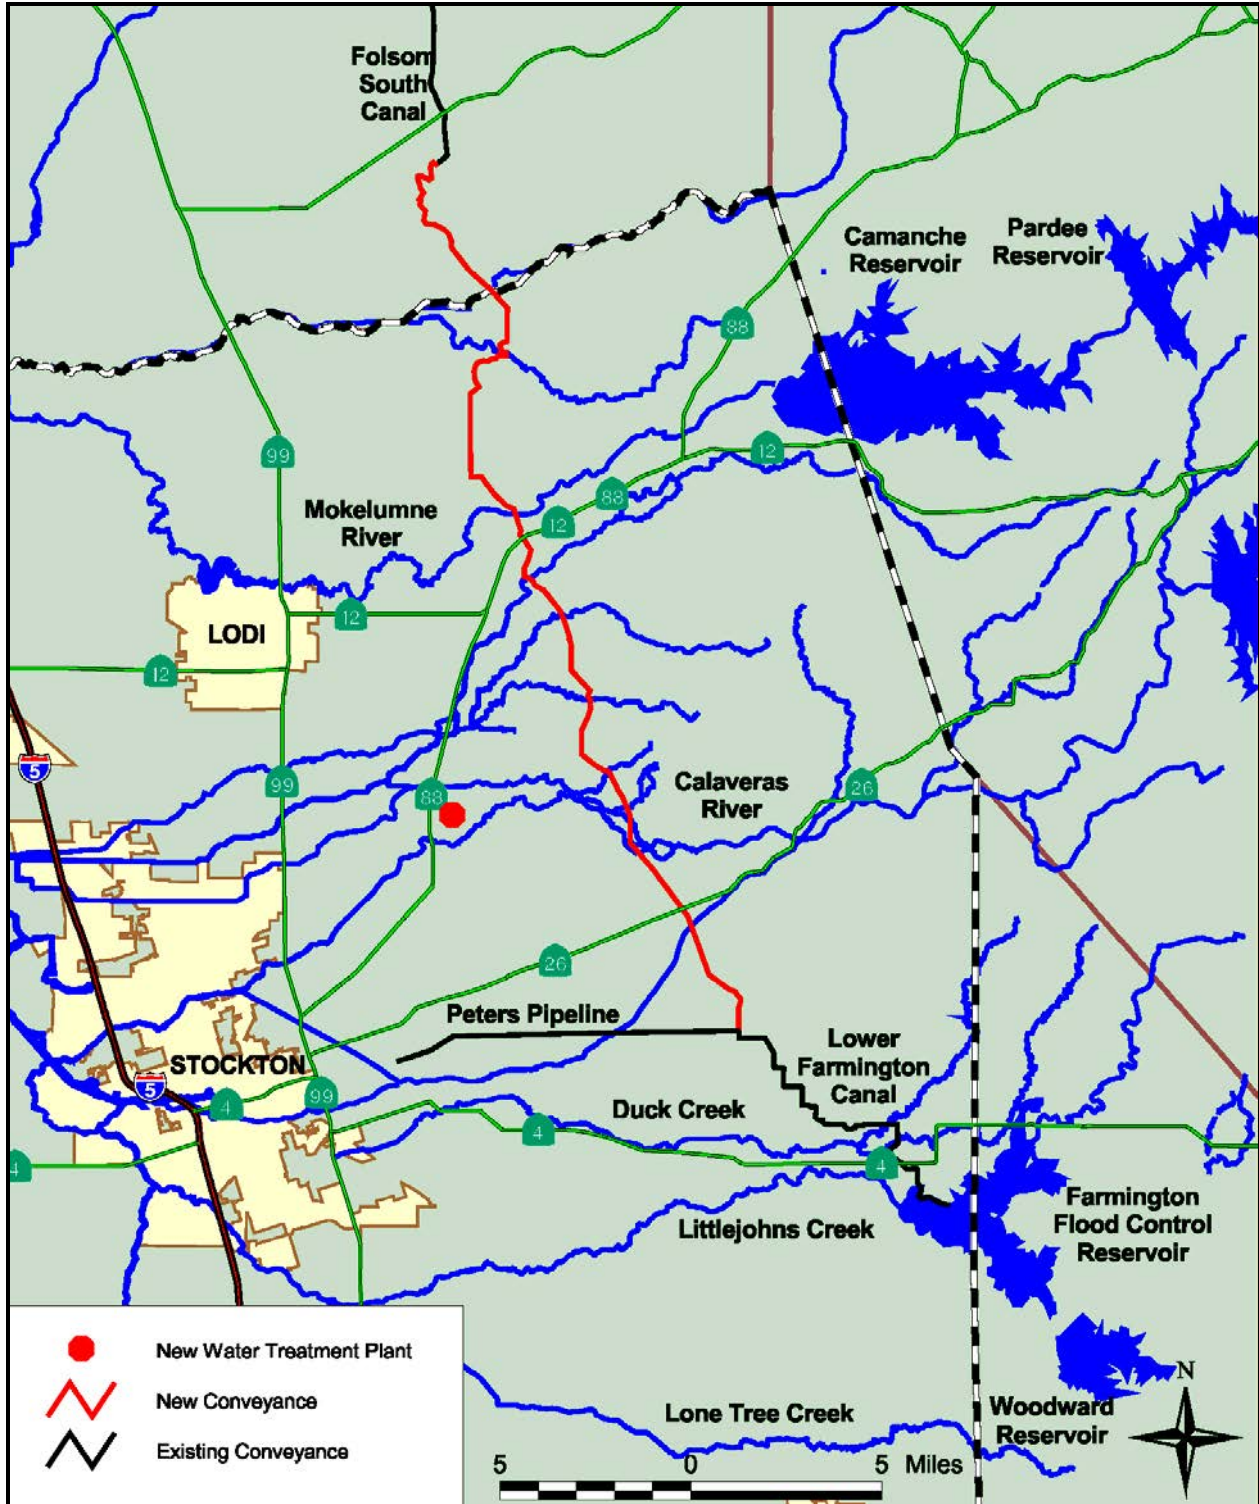 Folsom
South
Canal
Camanche
Reservoir
Pardee
Reservoir
88
99
12
88
12
Mokelumne
River
12
LODI
12
5
99
88
Calaveras
River
26
26
Peters Pipeline
Lower
Farmington
Canal
STOCKTON
5
4
99
Duck Creek
4
4
4
Farmington
Flood Control
Reservoir
Littlejohns Creek
New Water Treatment Plant
New Conveyance
Existing Conveyance
Lone Tree Creek
Woodward
Reservoir
N
5 0 5 Miles